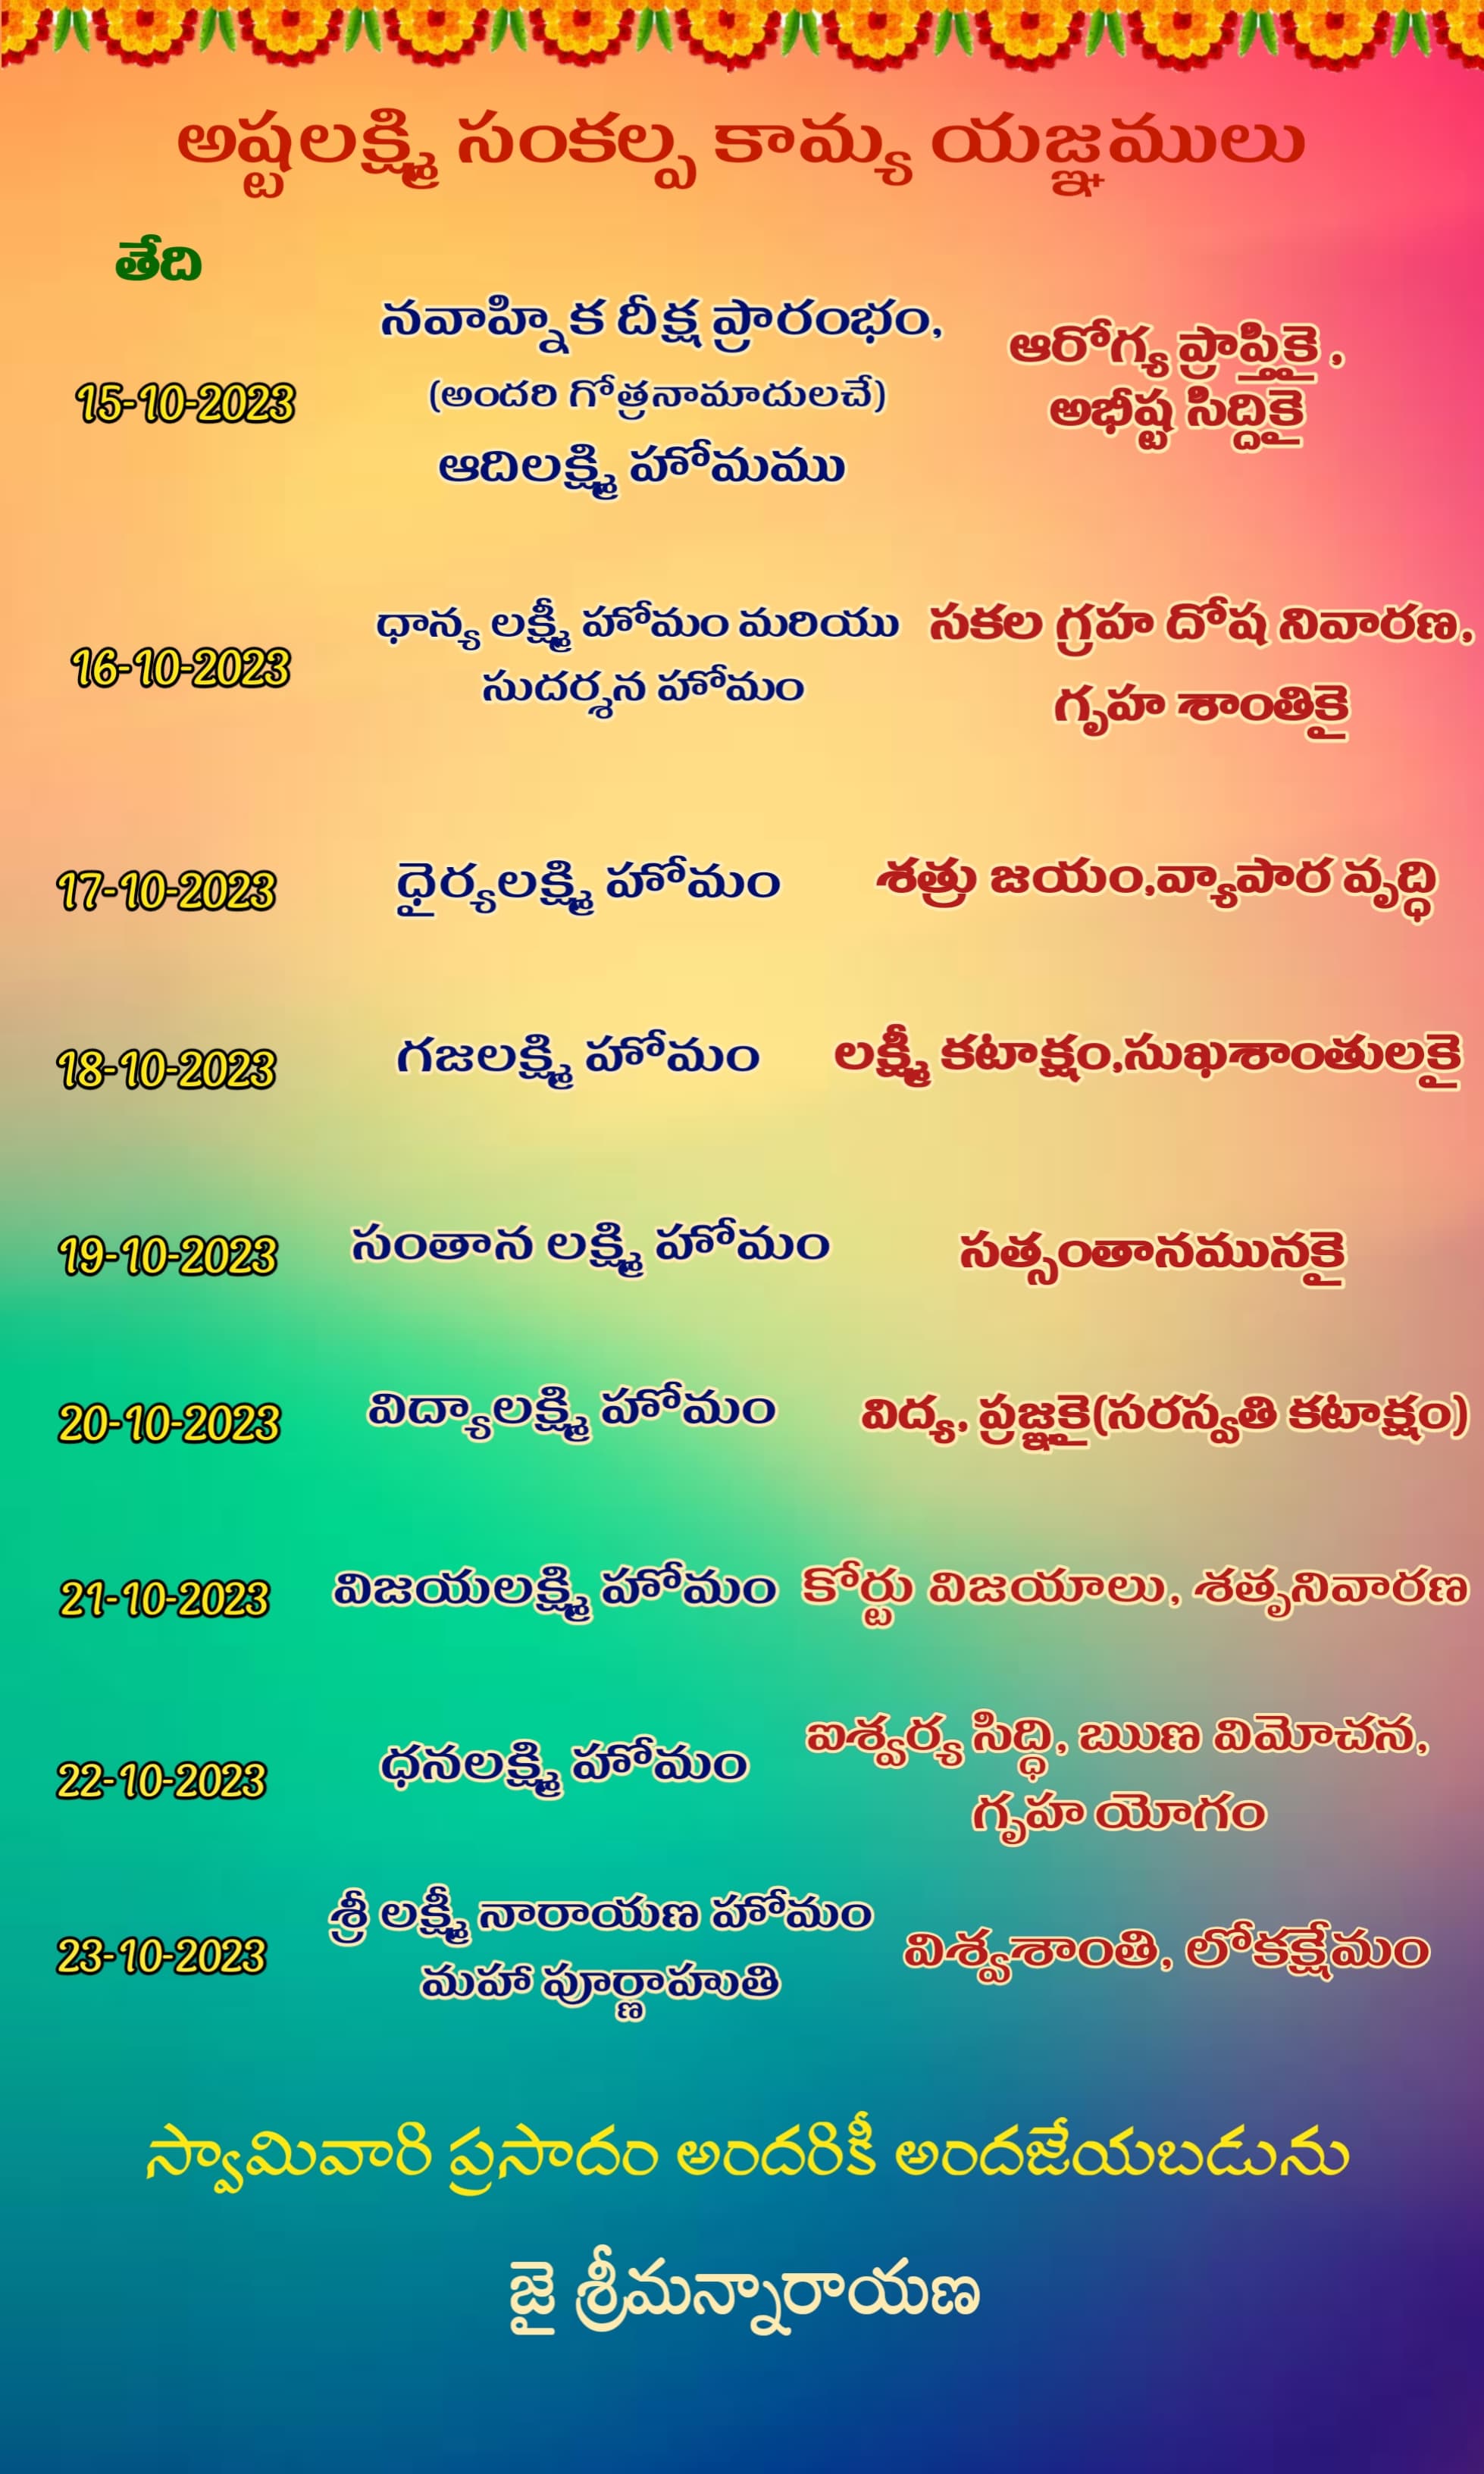 అష్టలక్ష్మి సంకల్ప కామ్య యజ్ఞములు
తేది
15-10-2023
నవాహ్నిక దీక్ష ప్రారంభం,
(అందరి గోత్రనామాదులచే)
ఆదిలక్ష్మి హోమము
ఆరోగ్య ప్రాప్తికై ,
అభీష్ట సిద్దికై
16-10-2023
ధాన్య లక్ష్మీ హోమం మరియు
సుదర్శన హోమం
సకల గ్రహ దోష నివారణ,
గృహ శాంతికై
17-10-2023
ధైర్యలక్ష్మి హోమం
శత్రు జయం,వ్యాపార వృద్ధి
18-10-2023
గజలక్ష్మి హోమం
లక్ష్మీ కటాక్షం,సుఖశాంతులకై
19-10-2023
సంతాన లక్ష్మి హోమం
సత్సంతానమునకై
20-10-2023
విద్యాలక్ష్మి హోమం
విద్య, ప్రజ్ఞకై(సరస్వతి కటాక్షం)
21-10-2023
విజయలక్ష్మి హోమం
కోర్టు విజయాలు, శతృనివారణ
22-10-2023
ధనలక్ష్మి హోమం
ఐశ్వర్య సిద్ధి, ఋణ విమోచన,
గృహ యోగం
23-10-2023
శ్రీ లక్ష్మీ నారాయణ హోమం
మహా పూర్ణాహుతి
విశ్వశాంతి, లోకక్షేమం
స్వామివారి ప్రసాదం అందరికీ అందజేయబడును
జై శ్రీమన్నారాయణ